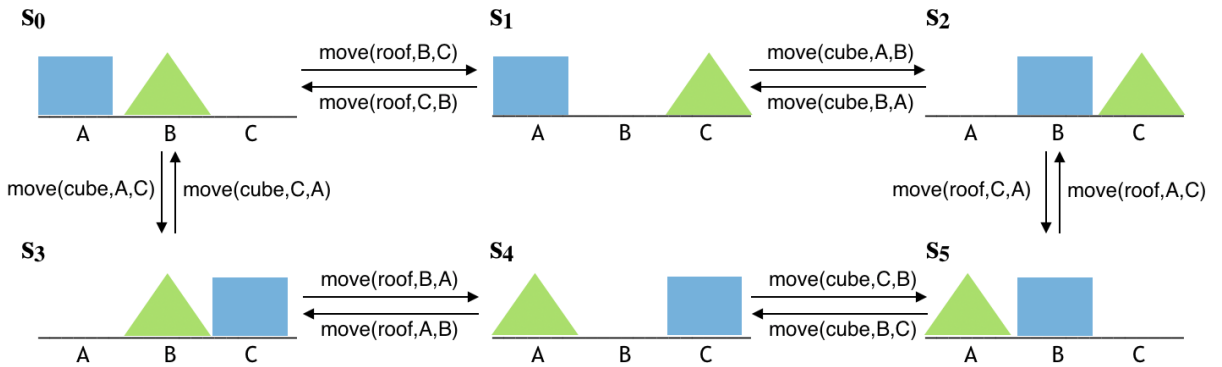 s0 s1 s2
move(roof,B,C) move(cube,A,B)
move(roof,C,B) move(cube,B,A)
A B C A B C A B C
move(cube,A,C) move(cube,C,A) move(roof,C,A) move(roof,A,C)
s3 s4 s5
move(roof,B,A) move(cube,C,B)
move(roof,A,B) move(cube,B,C)
A B C A B C A B C